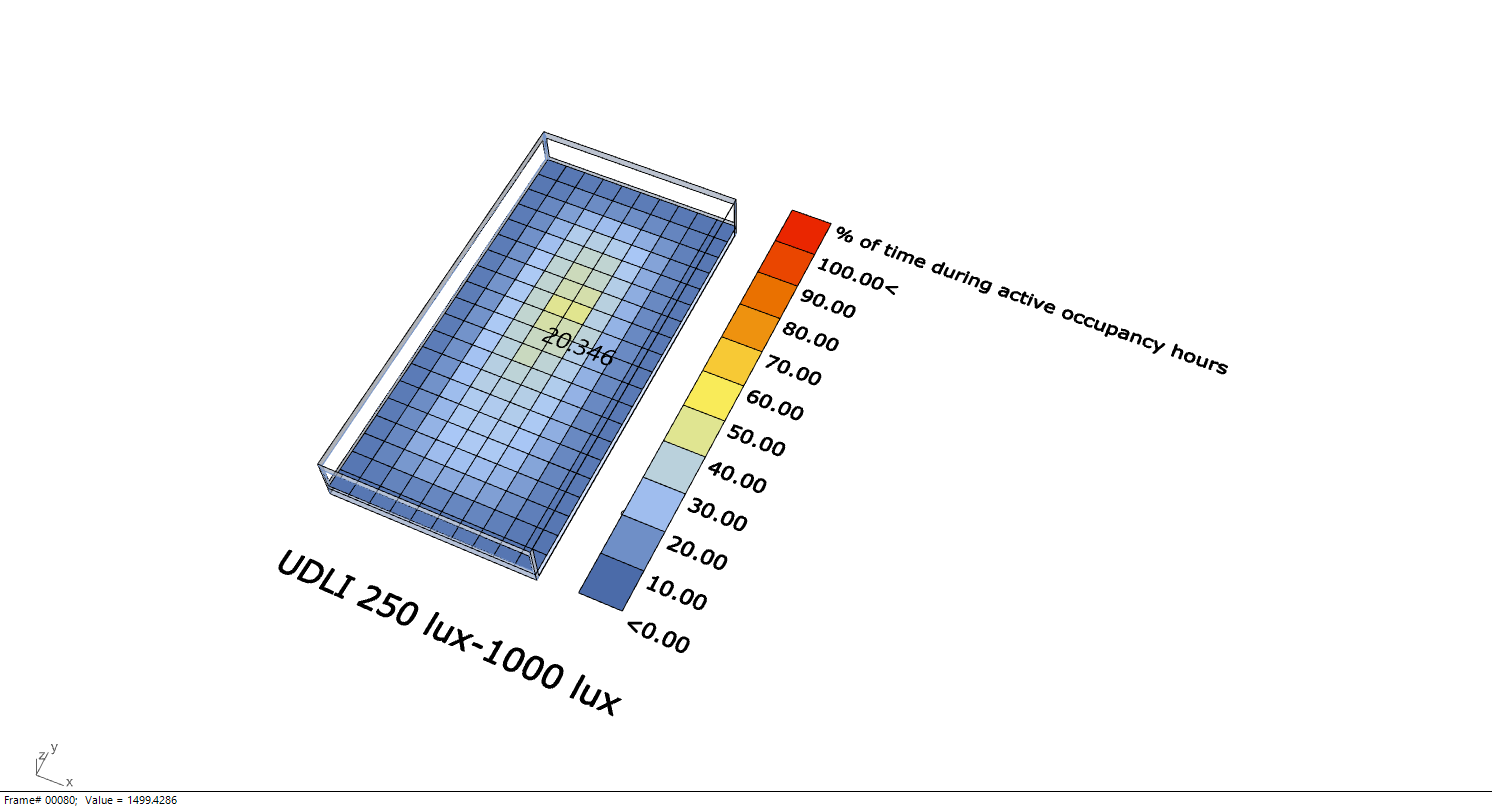 % of time during active occupancy hours
100.00<
90.00
80.00
70.00
60.00
50.00
40.00
30.00
20.00
10.00
<0.00
20.346
UDLI 250 lux-1000 lux
z y
x
Frame# 00080; Value = 1499.4286